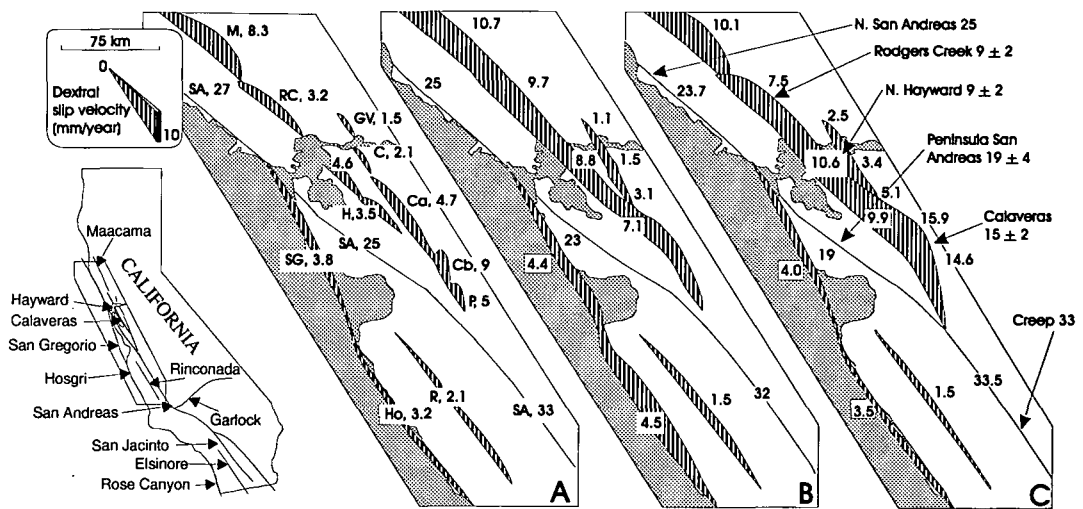 75 km
0
Dextral
slip velocity
(mm/year)
10
Maacama
CALIFORNIA
Hayward
Calaveras
San Gregorio
Hosgri
Rinconada
San Andreas
Garlock
San Jacinto
Elsinore
Rose Canyon
M, 8.3
SA, 27
RC, 3.2
GV, 1.5
C, 2.1
4.6
Ca, 4.7
H, 3.5
SA, 25
SG, 3.8
Cb, 9
P, 5
R, 2.1
Ho, 3.2
SA, 33
A
10.7
25
9.7
1.1
8.8
1.5
3.1
7.1
23
4.4
1.5
32
4.5
B
10.1
N. San Andreas 25
Rodgers Creek 9 ± 2
23.7
7.5
N. Hayward 9 ± 2
2.5
Peninsula San
Andreas 19 ± 4
10.6
3.4
5.1
9.9
15.9
Calaveras
15 ± 2
14.6
19
4.0
Creep 33
33.5
1.5
3.5
C